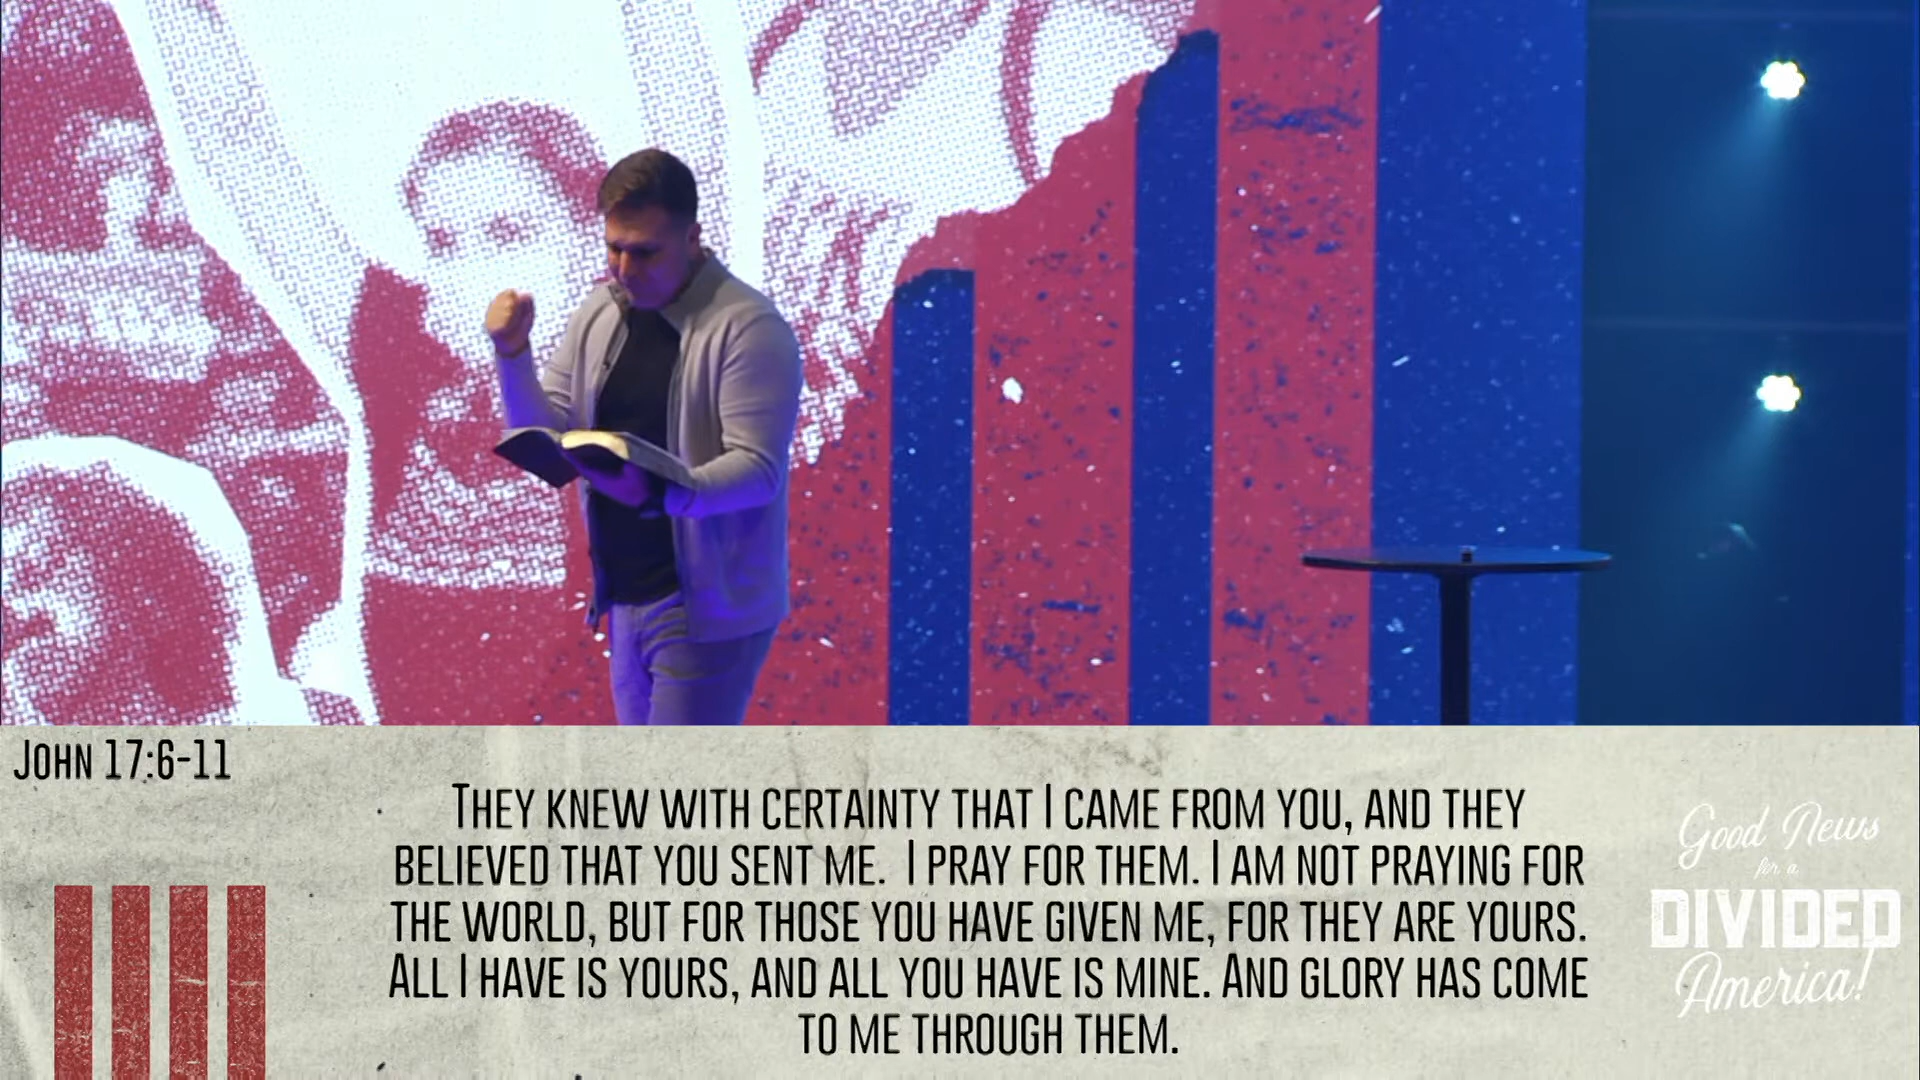 John 17:6-11
They knew with certainty that I came from you, and they
believed that you sent me.  I pray for them. I am not praying for
the world, but for those you have given me, for they are yours.
All I have is yours, and all you have is mine. And glory has come
to me through them.
Good News
for a
DIVIDED
America!